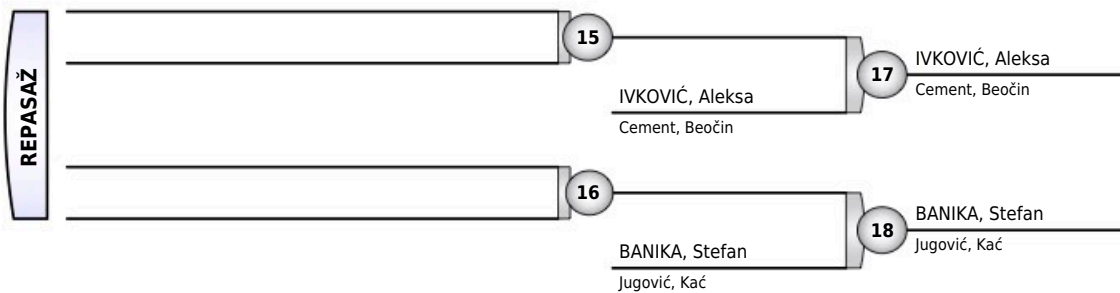 REPASAŽ
15
IVKOVIĆ, Aleksa
Cement, Beočin
17
IVKOVIĆ, Aleksa
Cement, Beočin
16
BANIKA, Stefan
Jugović, Kać
18
BANIKA, Stefan
Jugović, Kać